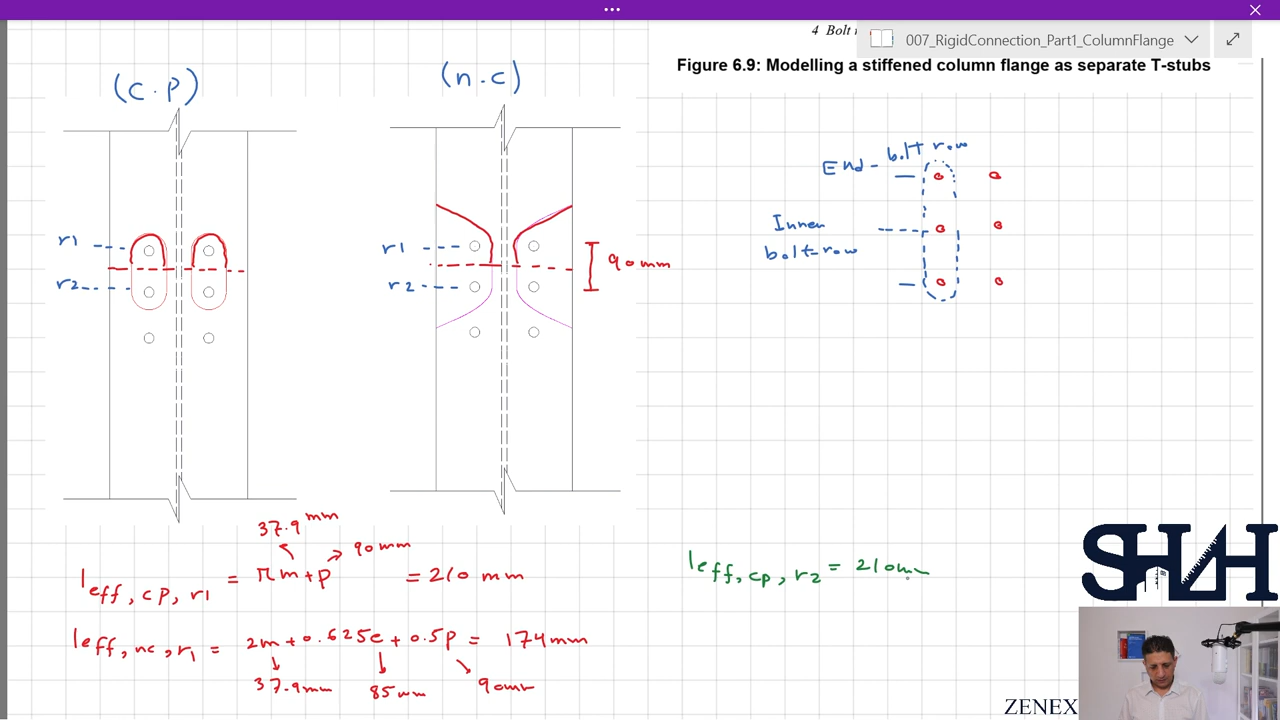 4 Bolt r
007_RigidConnection_Part1_ColumnFlange
Figure 6.9: Modelling a stiffened column flange as separate T-stubs
(c.p)
(n.c)
End-bolt row
Inner
bolt-row
r1
r2
r1
r2
90mm
37.9 mm
90mm
leff,cp,r1 = πm+p = 210 mm
leff,nc,r1 = 2m+0.625e+0.5p = 174mm
37.9mm
85mm
90mm
leff,cp,r2 = 210mm
SHLH
ZENEX